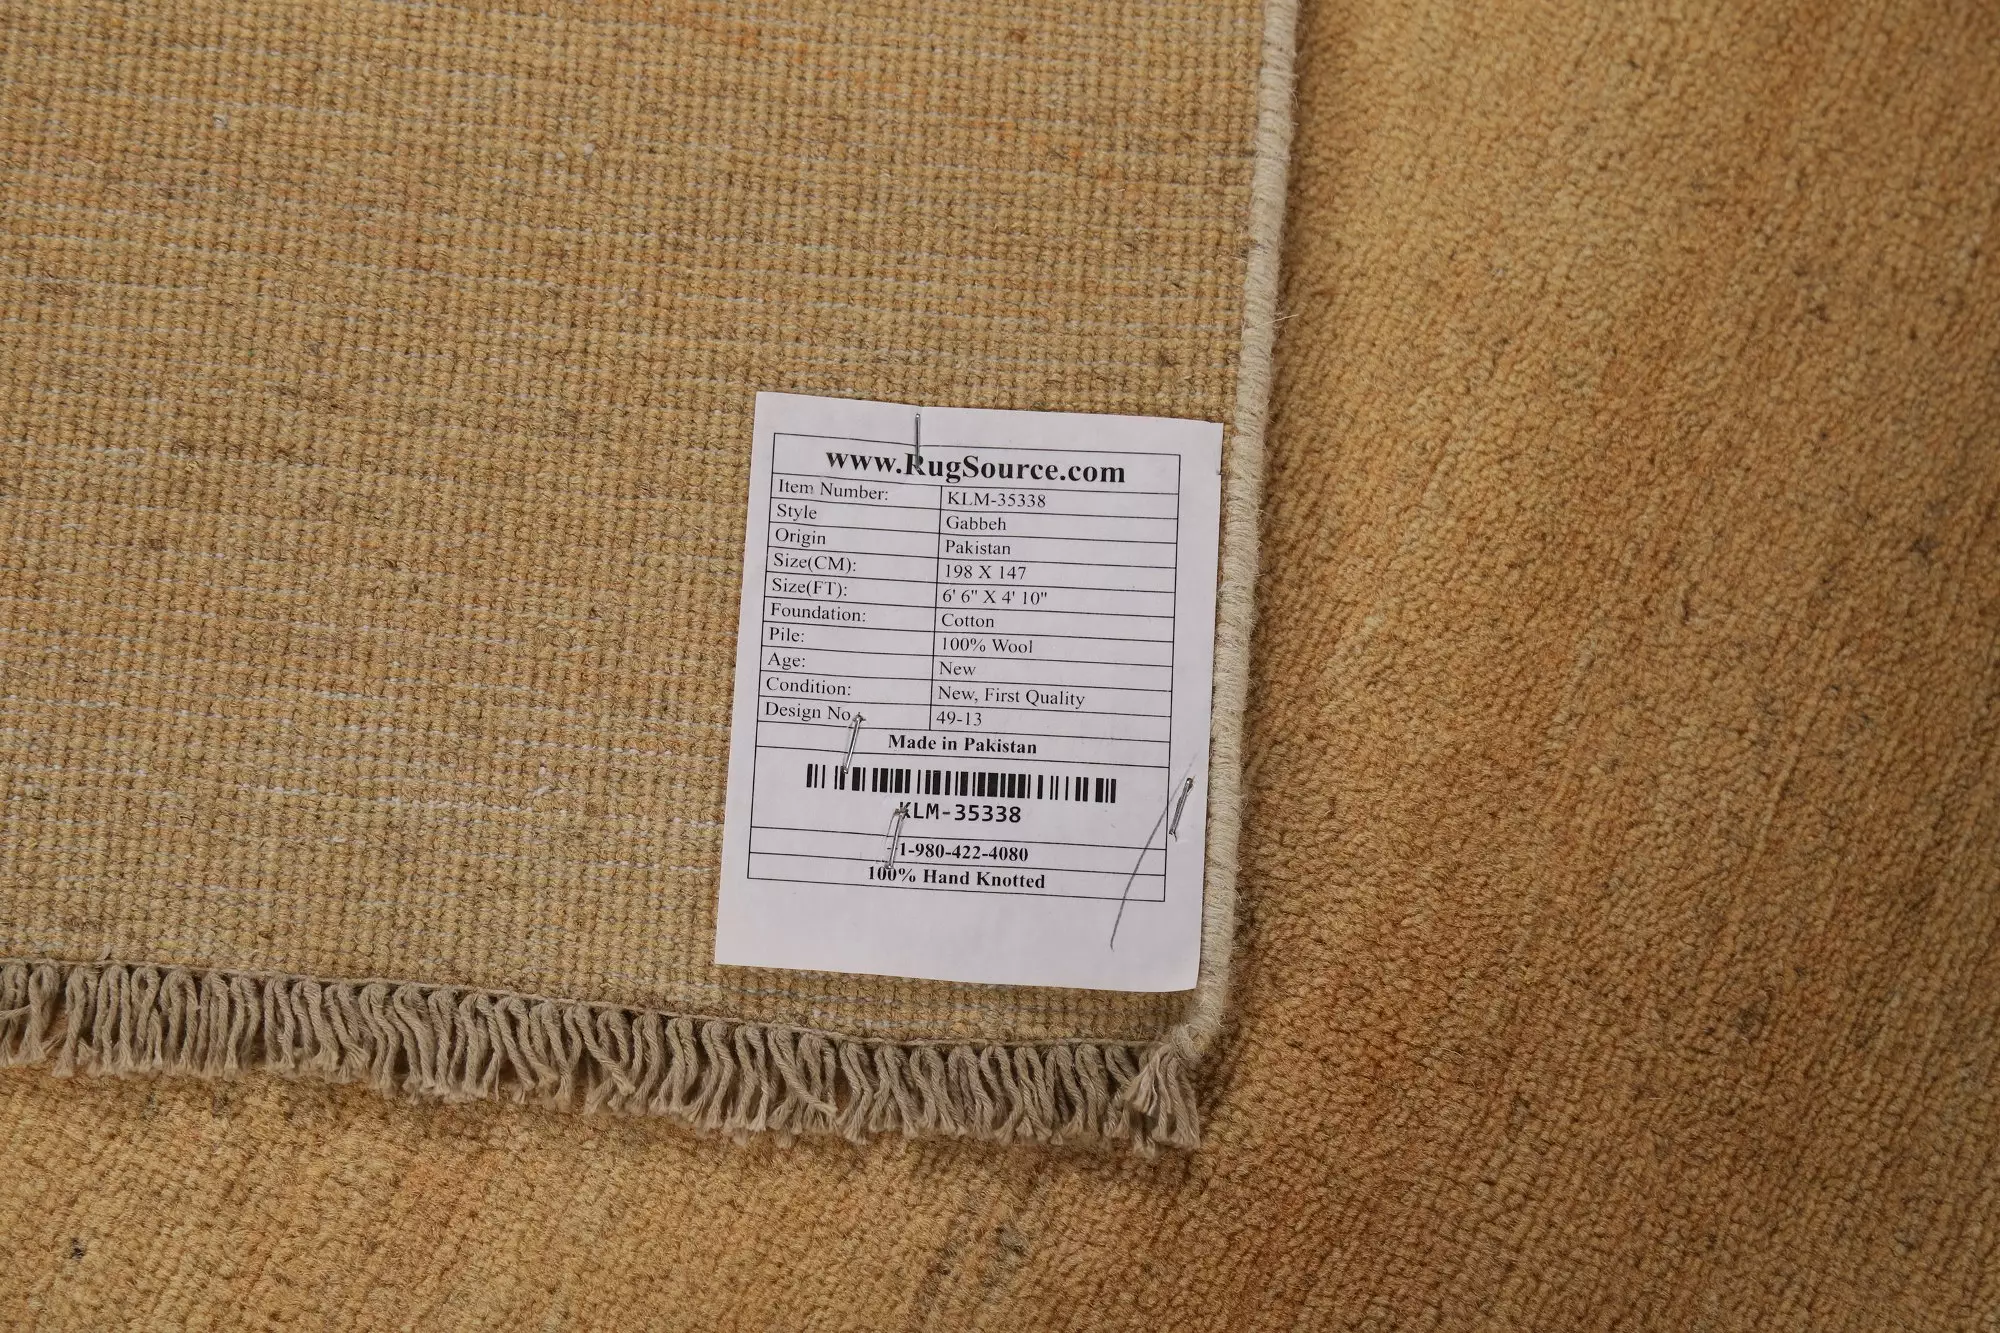 www.RugSource.com
Item Number: KLM-35338
Style Gabbeh
Origin Pakistan
Size(CM): 198 X 147
Size(FT): 6' 6" X 4' 10"
Foundation: Cotton
Pile: 100% Wool
Age: New
Condition: New, First Quality
Design No. 49-13
Made in Pakistan
KLM-35338
1-980-422-4080
100% Hand Knotted